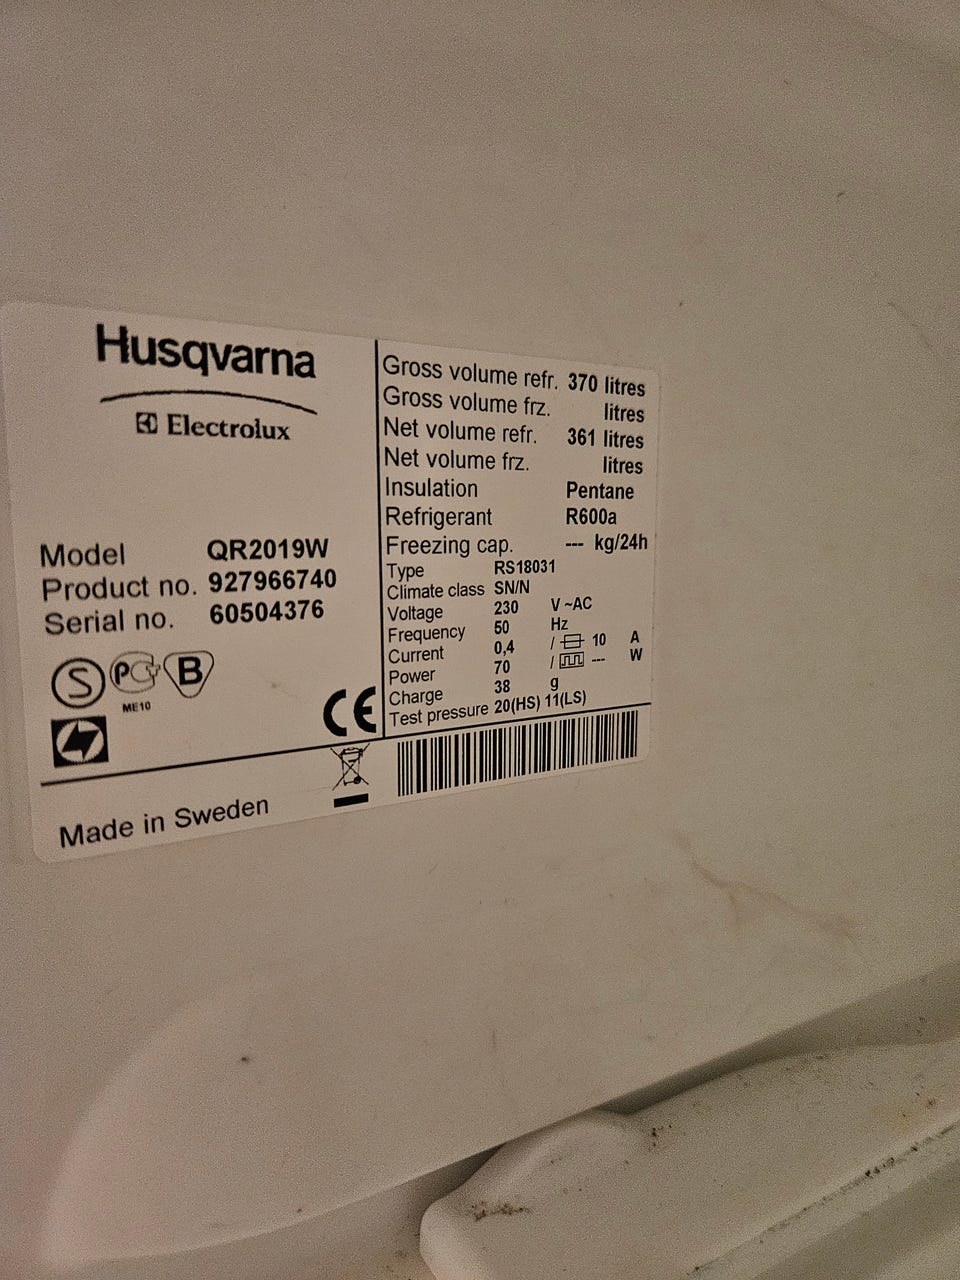 Husqvarna
Electrolux
Model QR2019W
Product no. 927966740
Serial no. 60504376
S PG B
ME10
CE
Made in Sweden
Gross volume refr. 370 litres
Gross volume frz. litres
Net volume refr. 361 litres
Net volume frz. litres
Insulation Pentane
Refrigerant R600a
Freezing cap. --- kg/24h
Type RS18031
Climate class SN/N
Voltage 230 V ~AC
Frequency 50 Hz
Current 0,4 / 10 A
Power 70 / --- W
Charge 38 g
Test pressure 20(HS) 11(LS)